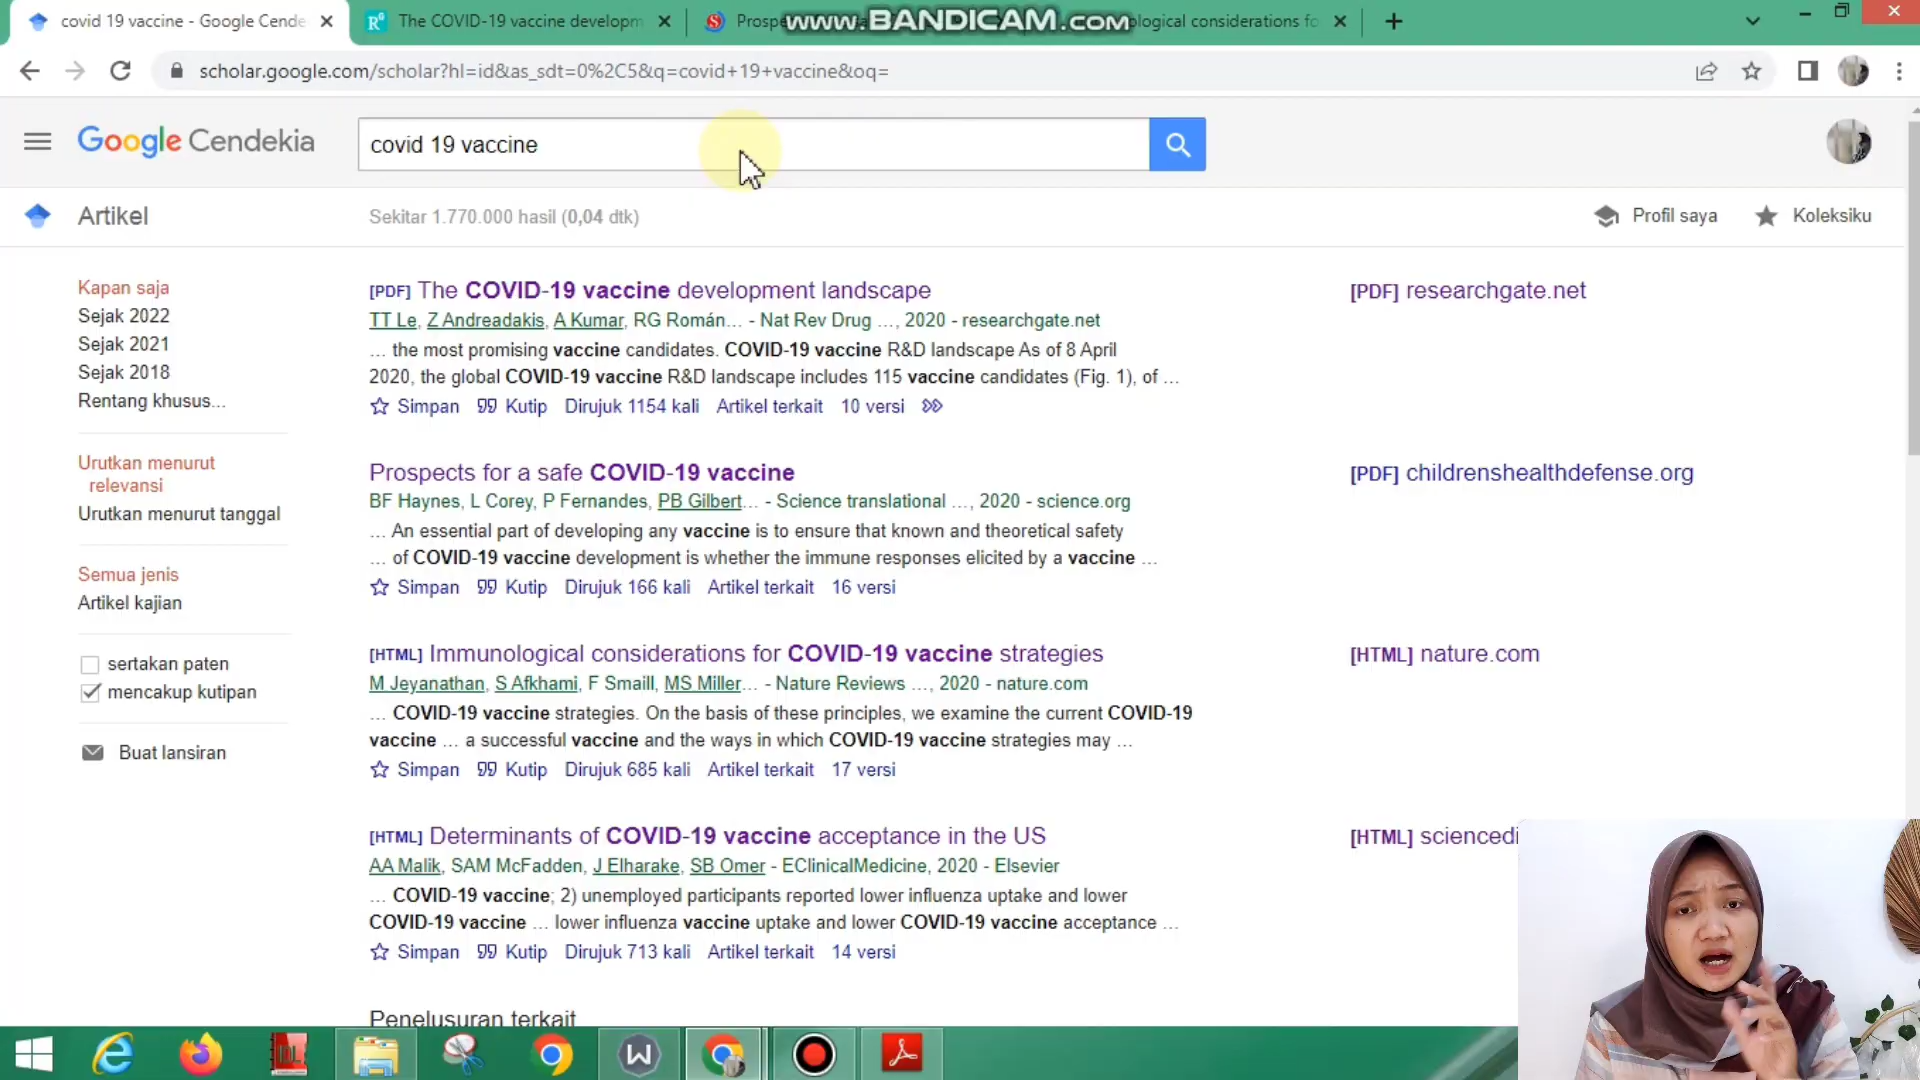 covid 19 vaccine - Google Cende
The COVID-19 vaccine developm
Prosp
www.BANDICAM.com
ological considerations fo
scholar.google.com/scholar?hl=id&as_sdt=0%2C5&q=covid+19+vaccine&oq=
Google Cendekia
covid 19 vaccine
Artikel
Sekitar 1.770.000 hasil (0,04 dtk)
Profil saya
Koleksiku
Kapan saja
Sejak 2022
Sejak 2021
Sejak 2018
Rentang khusus...
Urutkan menurut
relevansi
Urutkan menurut tanggal
Semua jenis
Artikel kajian
sertakan paten
mencakup kutipan
Buat lansiran
[PDF] The COVID-19 vaccine development landscape
TT Le, Z Andreadakis, A Kumar, RG Román… - Nat Rev Drug …, 2020 - researchgate.net
… the most promising vaccine candidates. COVID-19 vaccine R&D landscape As of 8 April
2020, the global COVID-19 vaccine R&D landscape includes 115 vaccine candidates (Fig. 1), of …
Simpan Kutip Dirujuk 1154 kali Artikel terkait 10 versi
[PDF] researchgate.net
Prospects for a safe COVID-19 vaccine
BF Haynes, L Corey, P Fernandes, PB Gilbert… - Science translational …, 2020 - science.org
… An essential part of developing any vaccine is to ensure that known and theoretical safety
… of COVID-19 vaccine development is whether the immune responses elicited by a vaccine …
Simpan Kutip Dirujuk 166 kali Artikel terkait 16 versi
[PDF] childrenshealthdefense.org
[HTML] Immunological considerations for COVID-19 vaccine strategies
M Jeyanathan, S Afkhami, F Smaill, MS Miller… - Nature Reviews …, 2020 - nature.com
… COVID-19 vaccine strategies. On the basis of these principles, we examine the current COVID-19
vaccine … a successful vaccine and the ways in which COVID-19 vaccine strategies may …
Simpan Kutip Dirujuk 685 kali Artikel terkait 17 versi
[HTML] nature.com
[HTML] Determinants of COVID-19 vaccine acceptance in the US
AA Malik, SAM McFadden, J Elharake, SB Omer - EClinicalMedicine, 2020 - Elsevier
… COVID-19 vaccine; 2) unemployed participants reported lower influenza uptake and lower
COVID-19 vaccine … lower influenza vaccine uptake and lower COVID-19 vaccine acceptance …
Simpan Kutip Dirujuk 713 kali Artikel terkait 14 versi
[HTML] sciencedi
Penelusuran terkait